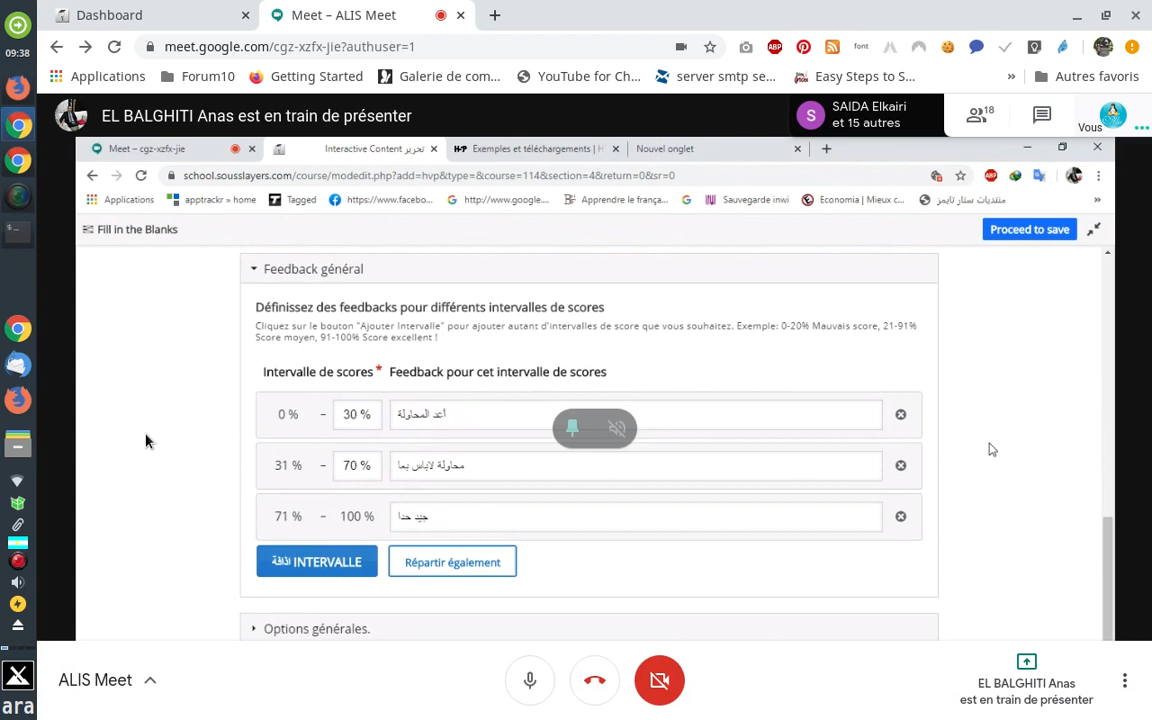 Dashboard
Meet – ALIS Meet
09:38
meet.google.com/cgz-xzfx-jie?authuser=1
ABP
font
Applications
Forum10
Getting Started
Galerie de com...
YouTube for Ch...
server smtp se...
Easy Steps to S...
»
Autres favoris
EL BALGHITI Anas est en train de présenter
S
SAIDA Elkairi
et 15 autres
18
Vous
Meet – cgz-xzfx-jie
Interactive Content تحرير
H-P Exemples et téléchargements | H
Nouvel onglet
school.sousslayers.com/course/modedit.php?add=hvp&type=&course=114&section=4&return=0&sr=0
ABP
Applications
apptrackr » home
Tagged
https://www.facebo...
http://www.google....
Apprendre le frança...
Sauvegarde inwi
Economia | Mieux c...
منتديات ستار تايمز
»
Fill in the Blanks
Proceed to save
Feedback général
Définissez des feedbacks pour différents intervalles de scores
Cliquez sur le bouton "Ajouter Intervalle" pour ajouter autant d'intervalles de score que vous souhaitez. Exemple: 0-20% Mauvais score, 21-91%
Score moyen, 91-100% Score excellent !
Intervalle de scores * Feedback pour cet intervalle de scores
0 % – 30 % أعد المحاولة
31 % – 70 % محاولة لاباس بعا
71 % – 100 % جيد حدا
INTERVALLE اضافة
Répartir également
Options générales.
ALIS Meet
EL BALGHITI Anas
est en train de présenter
ara